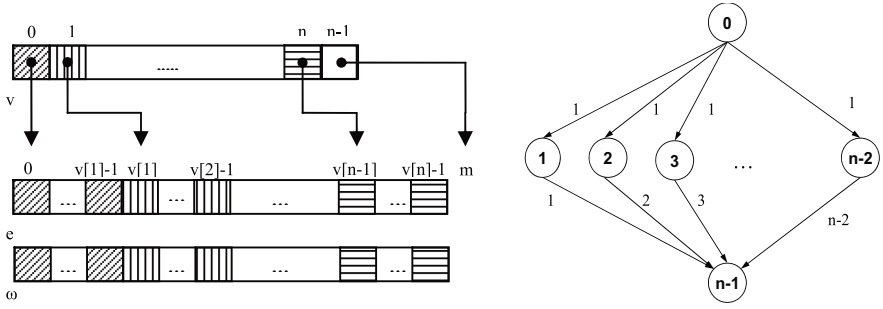 0 1 n n-1
.....
v
0 v[1]-1 v[1] v[2]-1 v[n-1] v[n]-1 m
... ... ... ...
e
... ... ... ...
ω
0
1 1 1 1
1 2 3 ... n-2
1 2 3 n-2
n-1